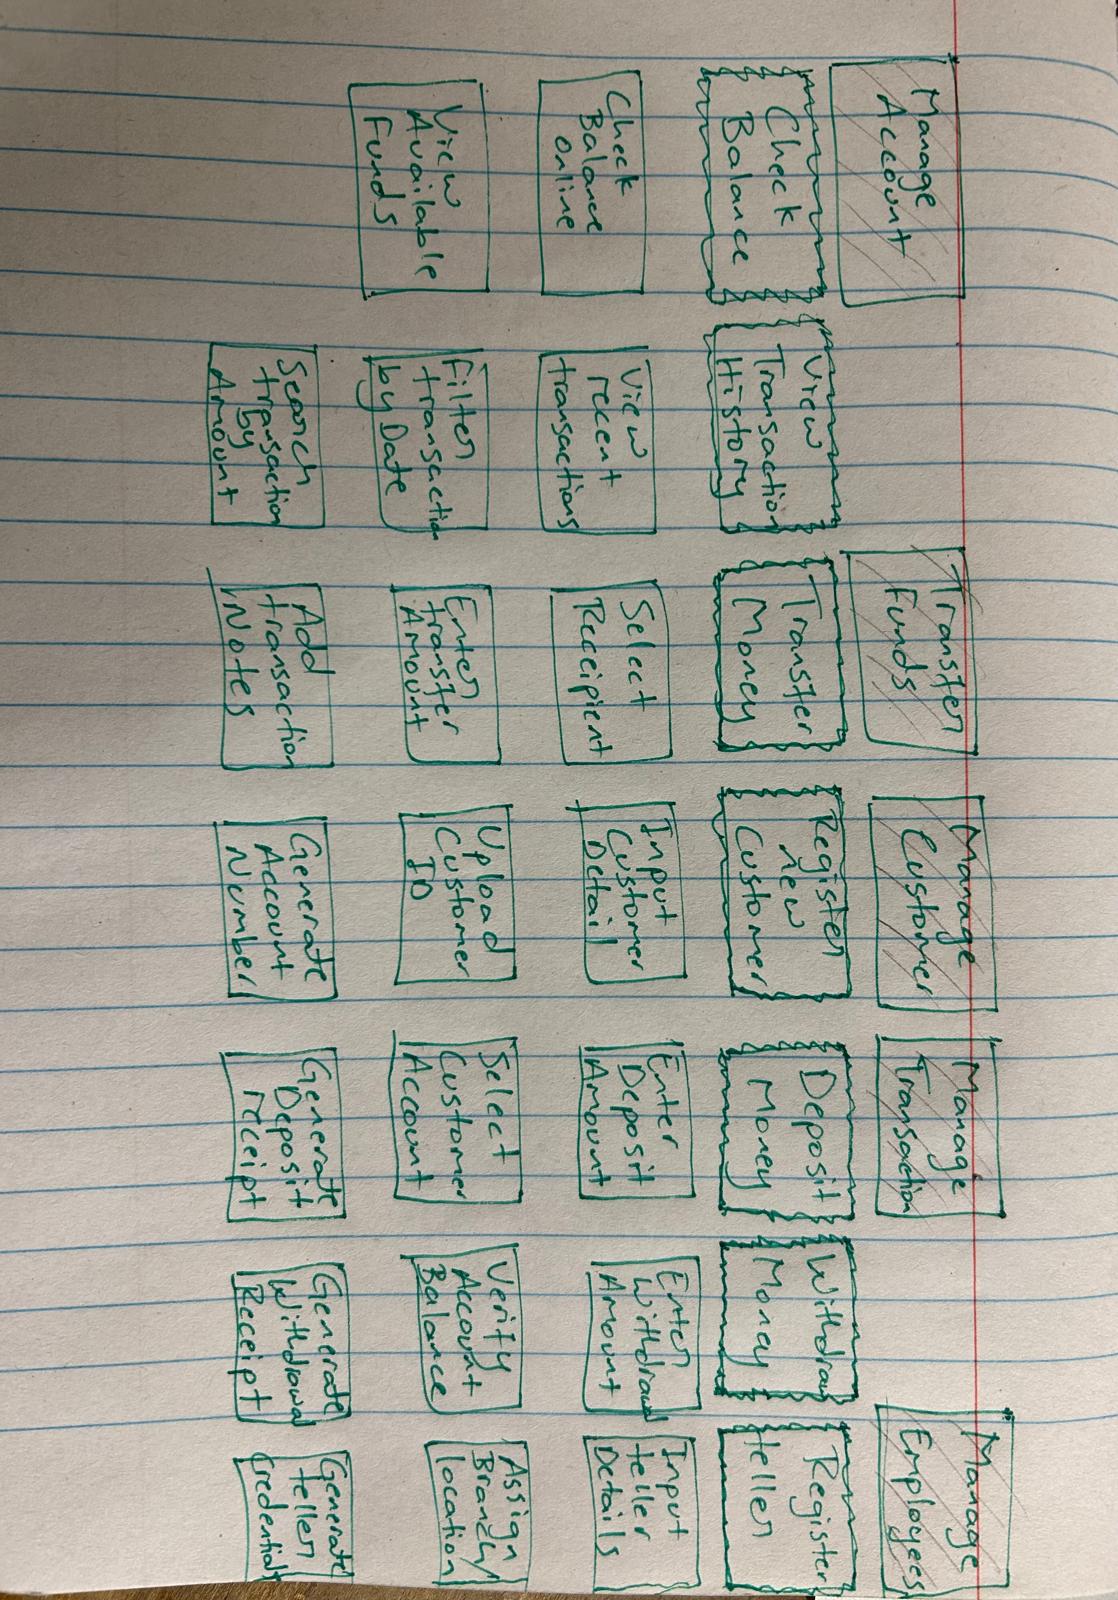 Manage
Account
Transfer
Funds
Manage
Customer
Manage
Transaction
Manage
Employees
Check
Balance
View
Transaction
History
Transfer
Money
Register
new
Customer
Deposit
Money
Withdraw
Money
Register
teller
Check
Balance
Online
View
recent
transactions
Select
Receipient
Input
Customer
Detail
Enter
Deposit
Amount
Enter
Withdrawal
Amount
Input
teller
Details
View
Available
Funds
Filter
transaction
by Date
Enter
transfer
Amount
Upload
Customer
ID
Select
Customer
Account
Verify
Account
Balance
Assign
Branch/
location
Search
transaction
by
Amount
Add
transaction
Notes
Generate
Account
Number
Generate
Deposit
receipt
Generate
Withdrawal
Receipt
Generate
teller
Credentials